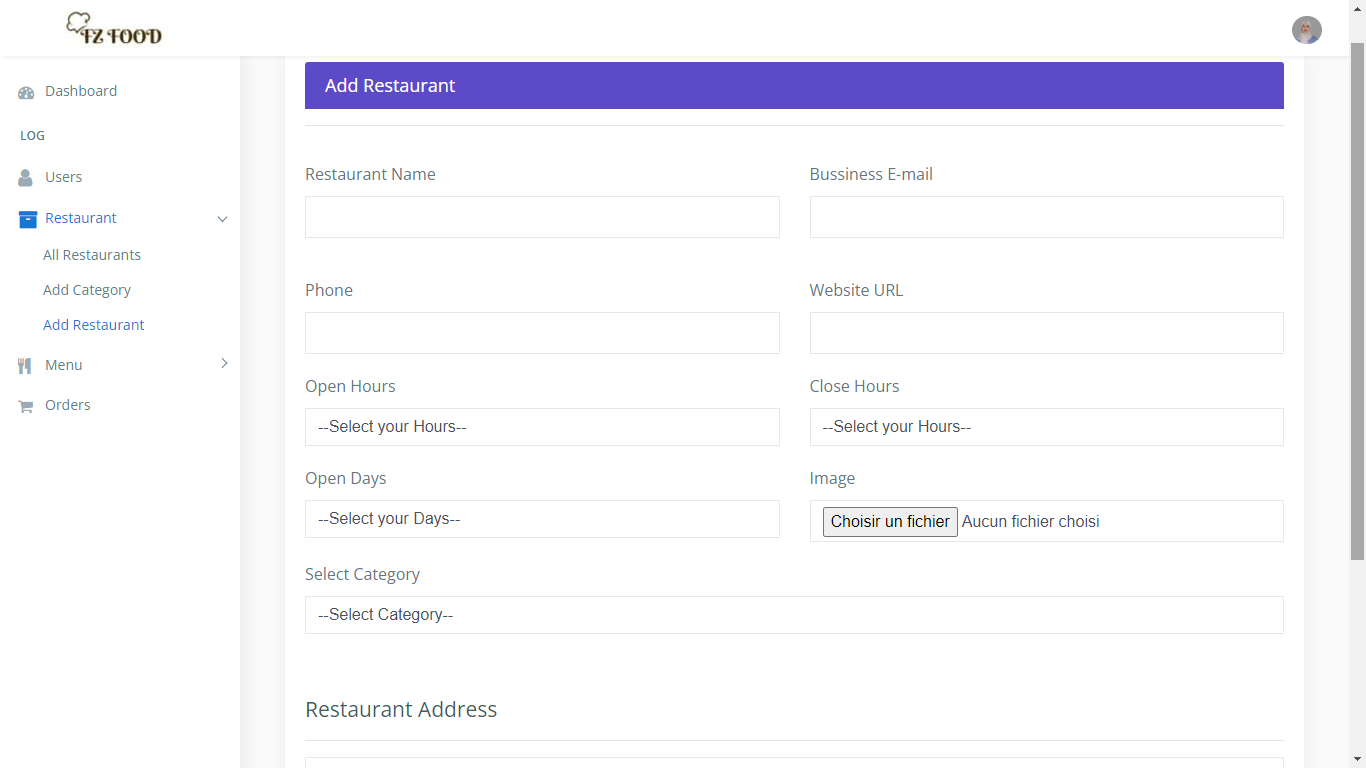 FZ FOOD
Dashboard
LOG
Users
Restaurant
All Restaurants
Add Category
Add Restaurant
Menu
Orders
Add Restaurant
Restaurant Name
Bussiness E-mail
Phone
Website URL
Open Hours
Close Hours
--Select your Hours--
--Select your Hours--
Open Days
Image
--Select your Days--
Choisir un fichier Aucun fichier choisi
Select Category
--Select Category--
Restaurant Address